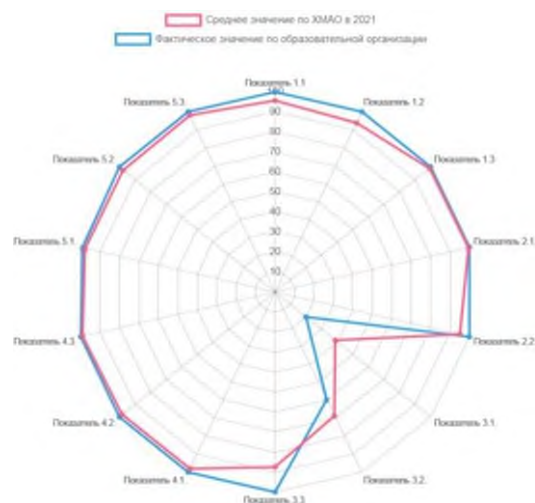 Среднее значение по ХМАО в 2021
Фактическое значение по образовательной организации
Показатель 1.1
100
Показатель 5.3.
Показатель 1.2
90
80
Показатель 5.2.
Показатель 1.3
70
60
50
40
Показатель 5.1.
Показатель 2.1
30
20
10
Показатель 4.3.
Показатель 2.2
Показатель 4.2.
Показатель 3.1.
Показатель 4.1.
Показатель 3.2.
Показатель 3.3